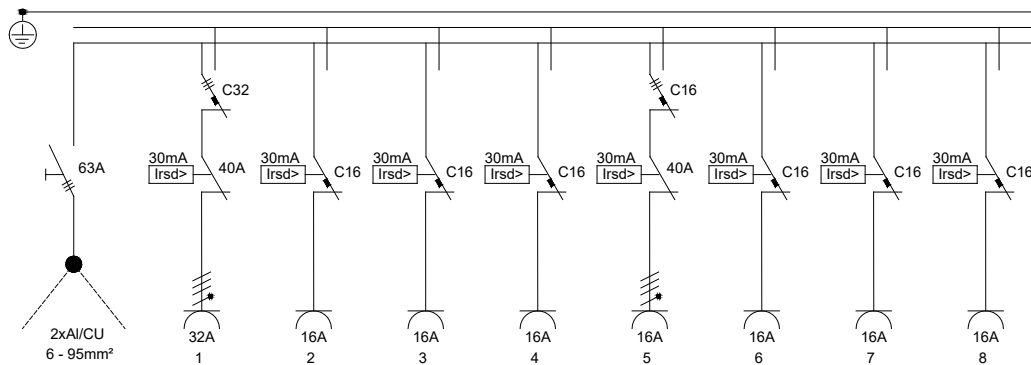 C32
C16
63A
30mA
Irsd>
40A
30mA
Irsd>
C16
30mA
Irsd>
C16
30mA
Irsd>
C16
30mA
Irsd>
40A
30mA
Irsd>
C16
30mA
Irsd>
C16
30mA
Irsd>
C16
2xAl/CU
6 - 95mm²
32A
1
16A
2
16A
3
16A
4
16A
5
16A
6
16A
7
16A
8